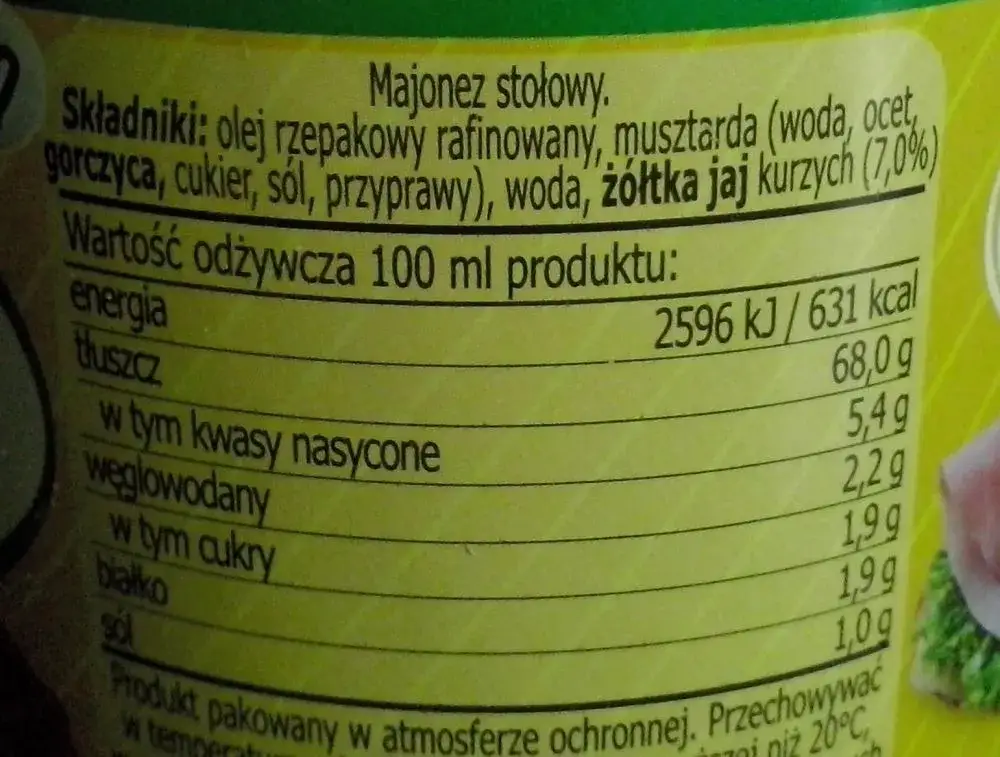 Majonez stołowy.
Składniki: olej rzepakowy rafinowany, musztarda (woda, ocet,
gorczyca, cukier, sól, przyprawy), woda, żółtka jaj kurzych (7,0%)
Wartość odżywcza 100 ml produktu:
energia 2596 kJ / 631 kcal
tłuszcz 68,0 g
w tym kwasy nasycone 5,4 g
węglowodany 2,2 g
w tym cukry 1,9 g
białko 1,9 g
sól 1,0 g
Produkt pakowany w atmosferze ochronnej. Przechowywać
w niż 20°C,